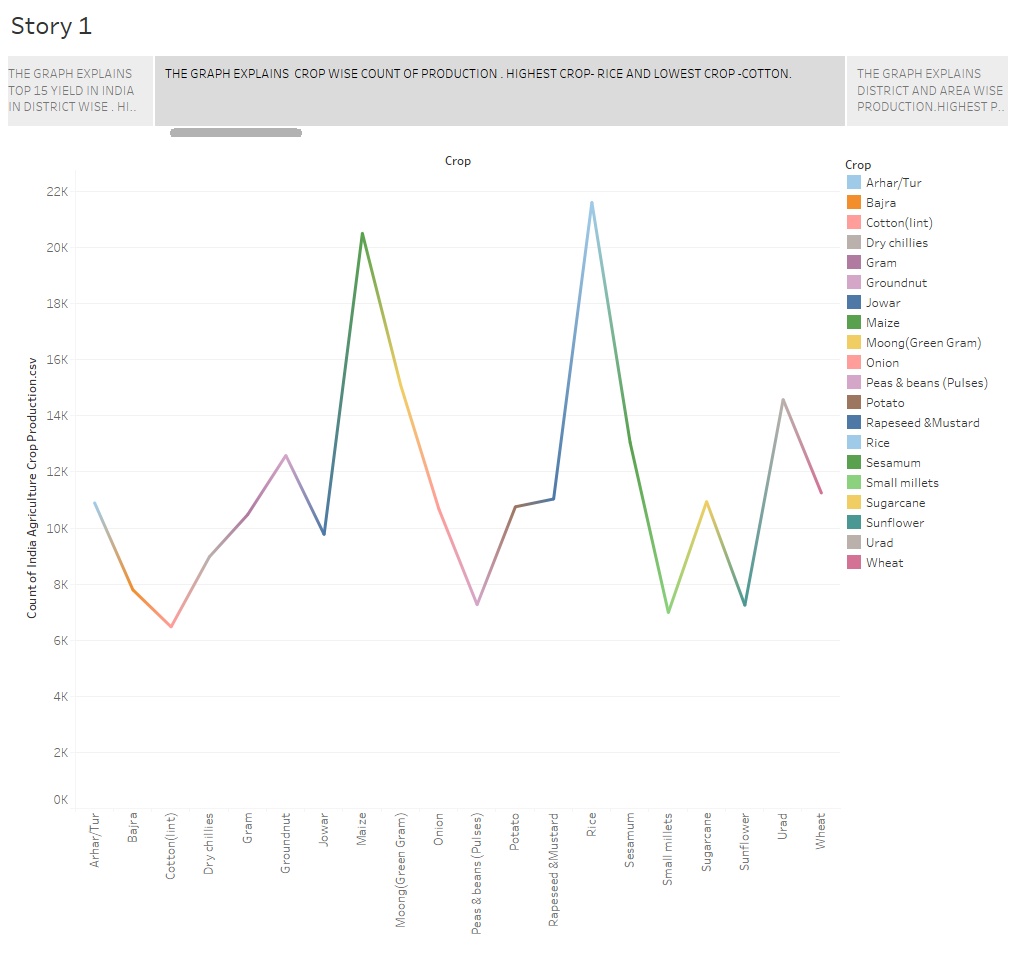 Story 1
THE GRAPH EXPLAINS
TOP 15 YIELD IN INDIA
IN DISTRICT WISE . HI..
THE GRAPH EXPLAINS  CROP WISE COUNT OF PRODUCTION . HIGHEST CROP- RICE AND LOWEST CROP -COTTON.
THE GRAPH EXPLAINS
DISTRICT AND AREA WISE
PRODUCTION.HIGHEST P..
Crop
22K
20K
18K
16K
14K
12K
10K
8K
6K
4K
2K
0K
Count of India Agriculture Crop Production.csv
Arhar/Tur
Bajra
Cotton(lint)
Dry chillies
Gram
Groundnut
Jowar
Maize
Moong(Green Gram)
Onion
Peas & beans (Pulses)
Potato
Rapeseed &Mustard
Rice
Sesamum
Small millets
Sugarcane
Sunflower
Urad
Wheat
Crop
Arhar/Tur
Bajra
Cotton(lint)
Dry chillies
Gram
Groundnut
Jowar
Maize
Moong(Green Gram)
Onion
Peas & beans (Pulses)
Potato
Rapeseed &Mustard
Rice
Sesamum
Small millets
Sugarcane
Sunflower
Urad
Wheat